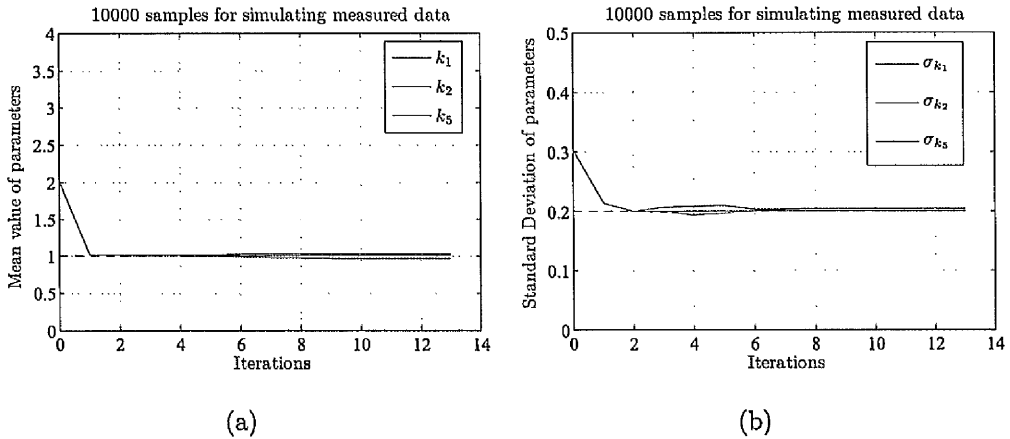 10000 samples for simulating measured data
4
3.5
3
2.5
2
1.5
1
0.5
0
Mean value of parameters
k1
k2
k5
0 2 4 6 8 10 12 14
Iterations
(a)
10000 samples for simulating measured data
0.5
0.4
0.3
0.2
0.1
0
Standard Deviation of parameters
σk1
σk2
σk5
0 2 4 6 8 10 12 14
Iterations
(b)